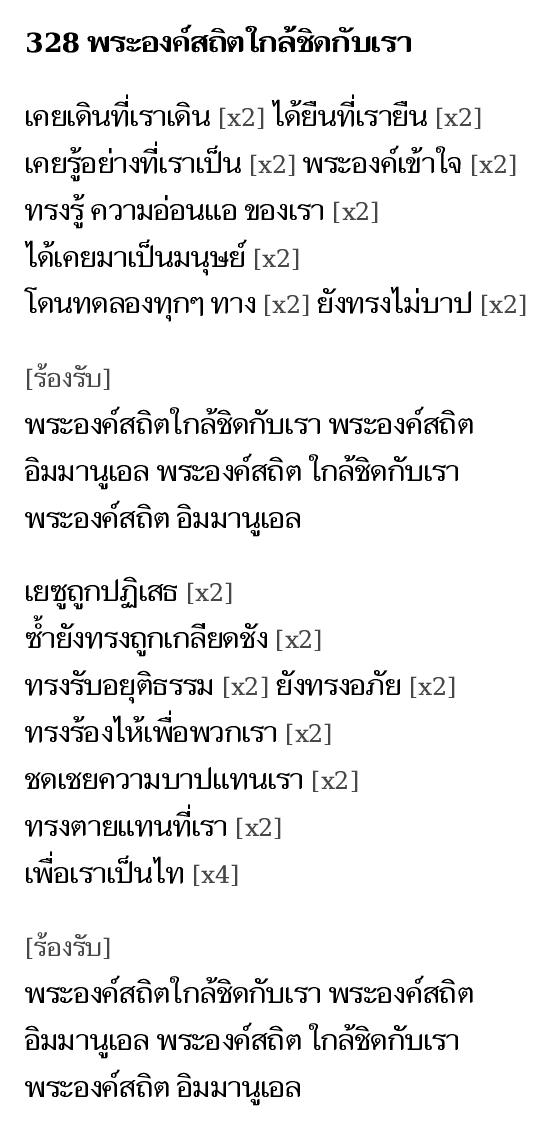 328 พระองค์สถิตใกล้ชิดกับเรา
เคยเดินที่เราเดิน [x2] ได้ยืนที่เรายืน [x2]
เคยรู้อย่างที่เราเป็น [x2] พระองค์เข้าใจ [x2]
ทรงรู้ ความอ่อนแอ ของเรา [x2]
ได้เคยมาเป็นมนุษย์ [x2]
โดนทดลองทุกๆ ทาง [x2] ยังทรงไม่บาป [x2]
[ร้องรับ]
พระองค์สถิตใกล้ชิดกับเรา พระองค์สถิต
อิมมานูเอล พระองค์สถิต ใกล้ชิดกับเรา
พระองค์สถิต อิมมานูเอล
เยซูถูกปฏิเสธ [x2]
ซ้ำยังทรงถูกเกลียดชัง [x2]
ทรงรับอยุติธรรม [x2] ยังทรงอภัย [x2]
ทรงร้องไห้เพื่อพวกเรา [x2]
ชดเชยความบาปแทนเรา [x2]
ทรงตายแทนที่เรา [x2]
เพื่อเราเป็นไท [x4]
[ร้องรับ]
พระองค์สถิตใกล้ชิดกับเรา พระองค์สถิต
อิมมานูเอล พระองค์สถิต ใกล้ชิดกับเรา
พระองค์สถิต อิมมานูเอล